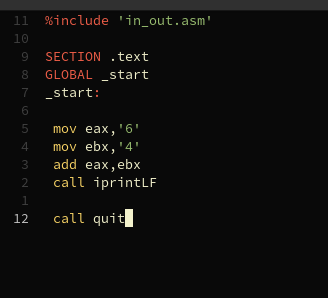 11 %include 'in_out.asm'
10
9 SECTION .text
8 GLOBAL _start
7 _start:
6
5 mov eax,'6'
4 mov ebx,'4'
3 add eax,ebx
2 call iprintLF
1
12 call quit